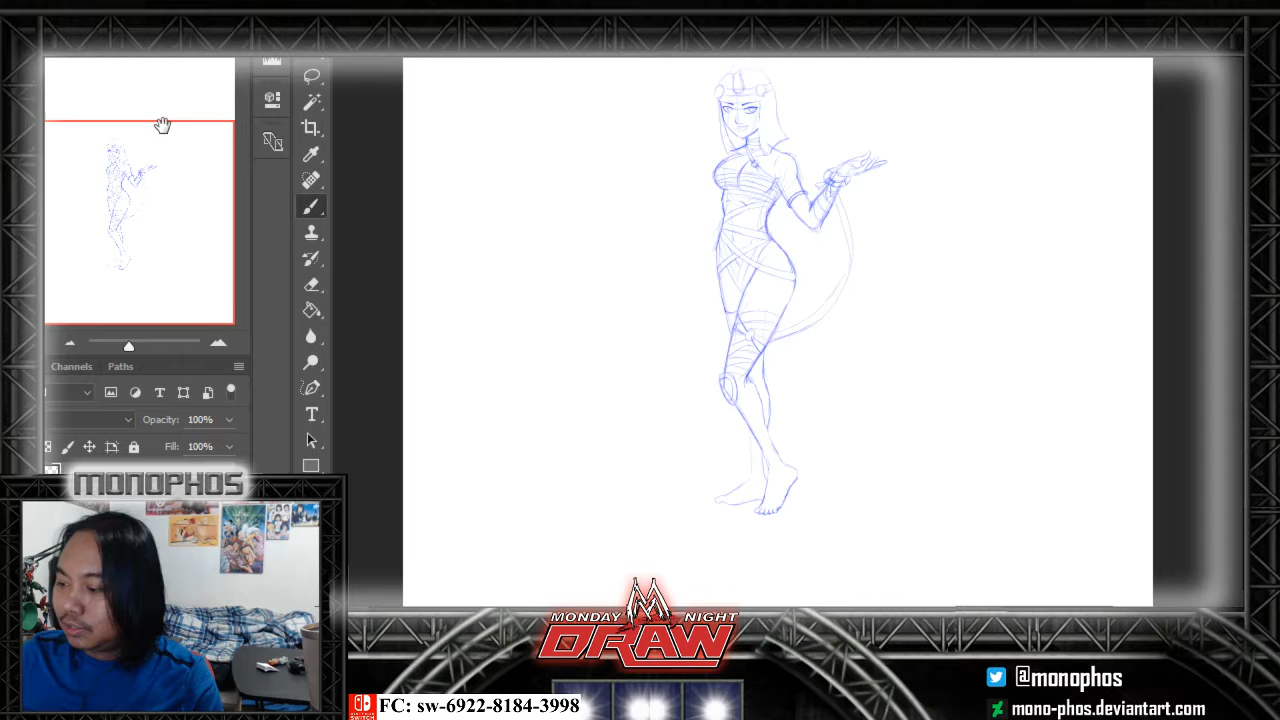 Channels Paths
Opacity: 100%
Fill: 100%
MONOPHOS
MONDAY NIGHT
DRAW
FC: sw-6922-8184-3998
@monophos
mono-phos.deviantart.com